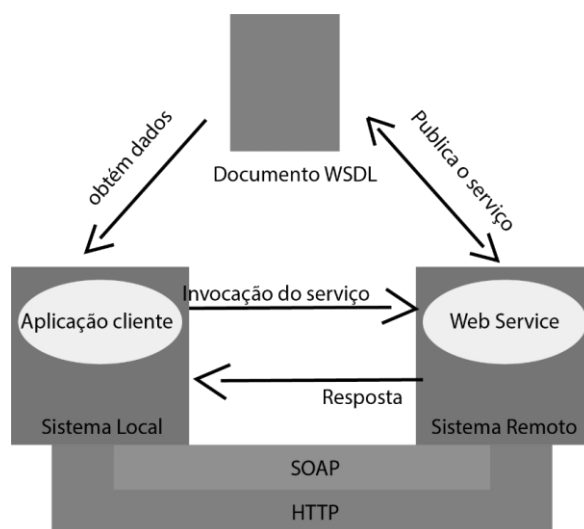 obtém dados
Publica o serviço
Documento WSDL
Invocação do serviço
Aplicação cliente
Web Service
Resposta
Sistema Local
Sistema Remoto
SOAP
HTTP